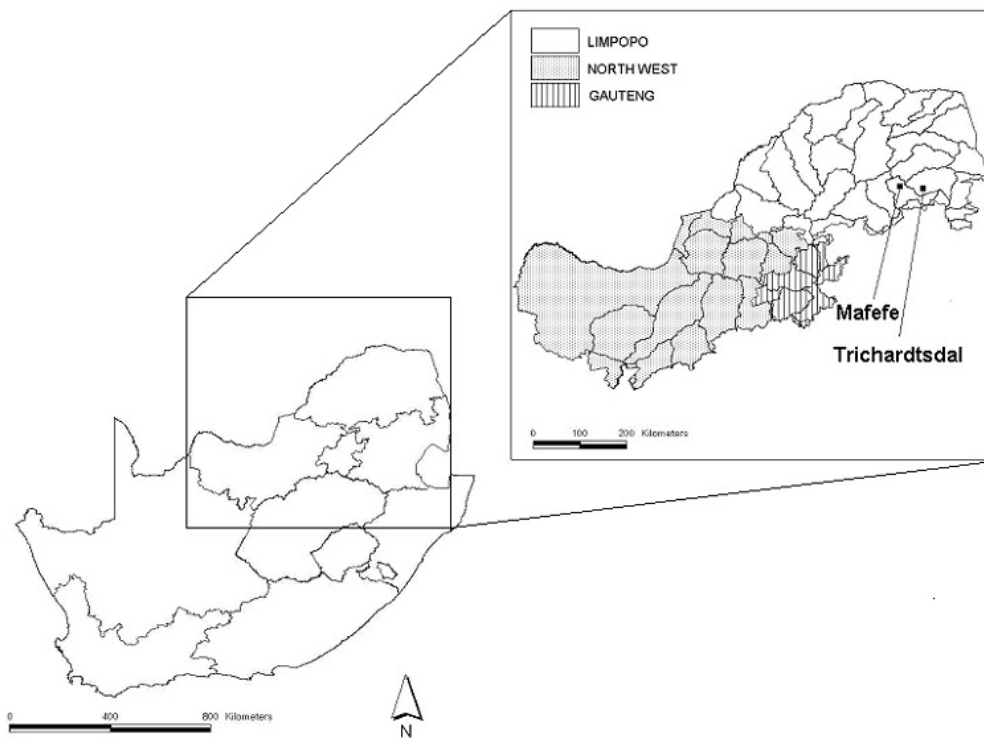 LIMPOPO
NORTH WEST
GAUTENG
Mafefe
Trichardtsdal
0 100 200 Kilometers
0 400 800 Kilometers
N